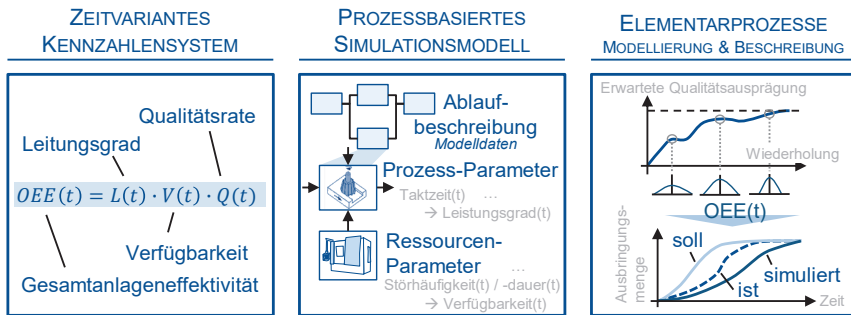 ZEITVARIANTES
KENNZAHLENSYSTEM
Qualitätsrate
Leitungsgrad
OEE(t) = L(t) · V(t) · Q(t)
Verfügbarkeit
Gesamtanlageneffektivität
PROZESSBASIERTES
SIMULATIONSMODELL
Ablauf-
beschreibung
Modelldaten
Prozess-Parameter
Taktzeit(t) ...
→ Leistungsgrad(t)
Ressourcen-
Parameter ...
Störhäufigkeit(t) / -dauer(t)
→ Verfügbarkeit(t)
ELEMENTARPROZESSE
MODELLIERUNG & BESCHREIBUNG
Erwartete Qualitätsausprägung
Wiederholung
OEE(t)
Ausbringungs-
menge
soll
simuliert
ist
Zeit